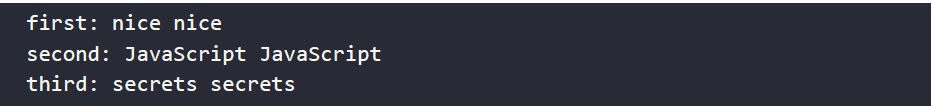 first: nice nice
second: JavaScript JavaScript
third: secrets secrets